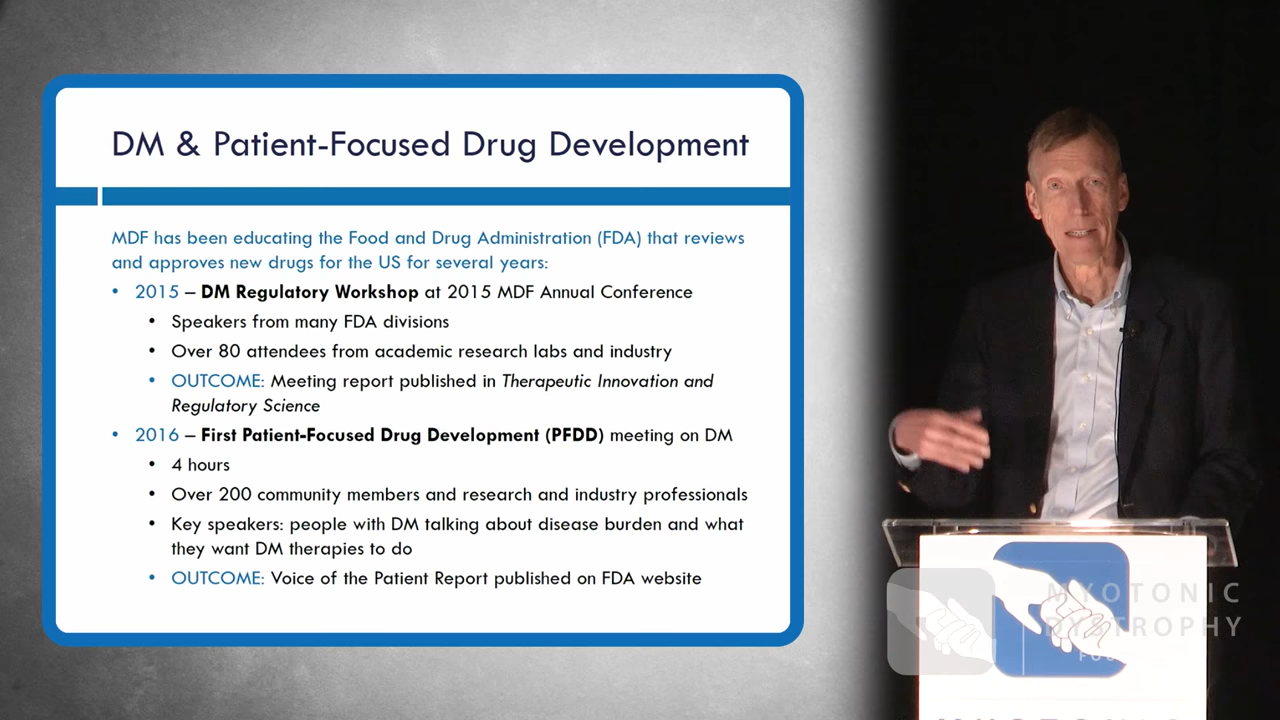 DM & Patient-Focused Drug Development
MDF has been educating the Food and Drug Administration (FDA) that reviews
and approves new drugs for the US for several years:
• 2015 – DM Regulatory Workshop at 2015 MDF Annual Conference
• Speakers from many FDA divisions
• Over 80 attendees from academic research labs and industry
• OUTCOME: Meeting report published in Therapeutic Innovation and
Regulatory Science
• 2016 – First Patient-Focused Drug Development (PFDD) meeting on DM
• 4 hours
• Over 200 community members and research and industry professionals
• Key speakers: people with DM talking about disease burden and what
they want DM therapies to do
• OUTCOME: Voice of the Patient Report published on FDA website
MYOTONIC
DYSTROPHY